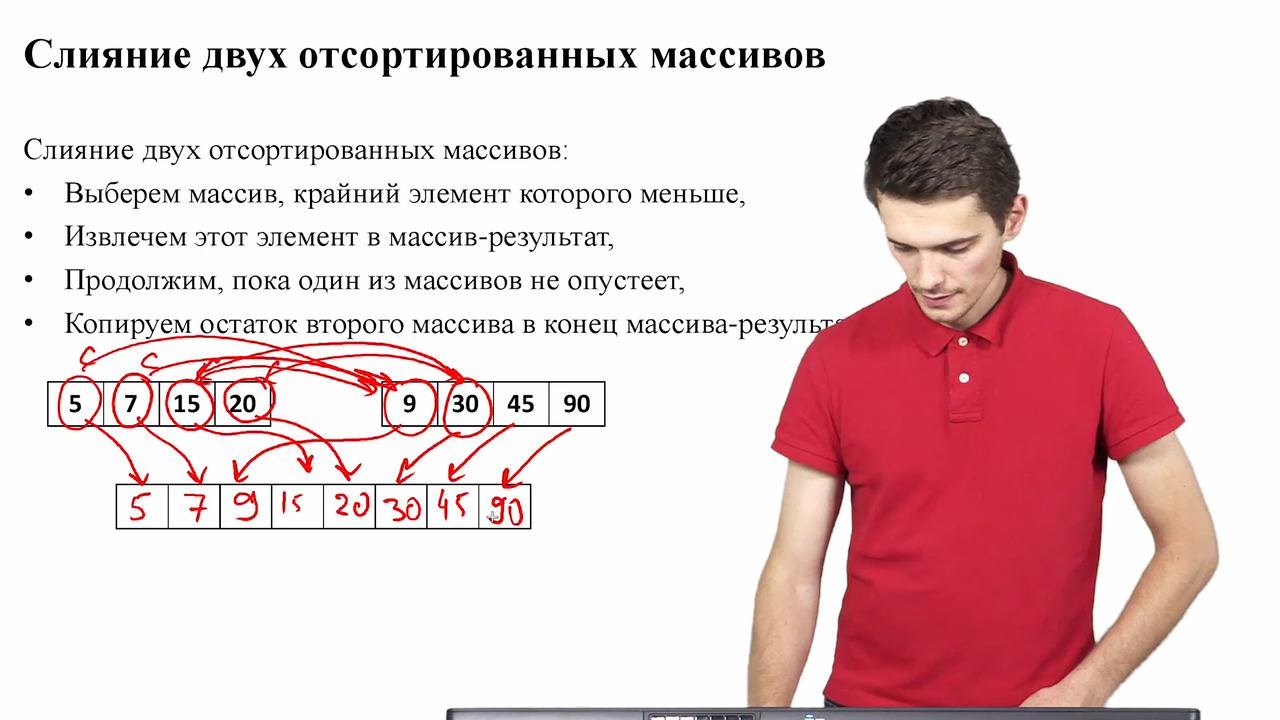 Слияние двух отсортированных массивов
Слияние двух отсортированных массивов:
• Выберем массив, крайний элемент которого меньше,
• Извлечем этот элемент в массив-результат,
• Продолжим, пока один из массивов не опустеет,
• Копируем остаток второго массива в конец массива-результ
5 7 15 20 9 30 45 90
5 7 9 15 20 30 45 90